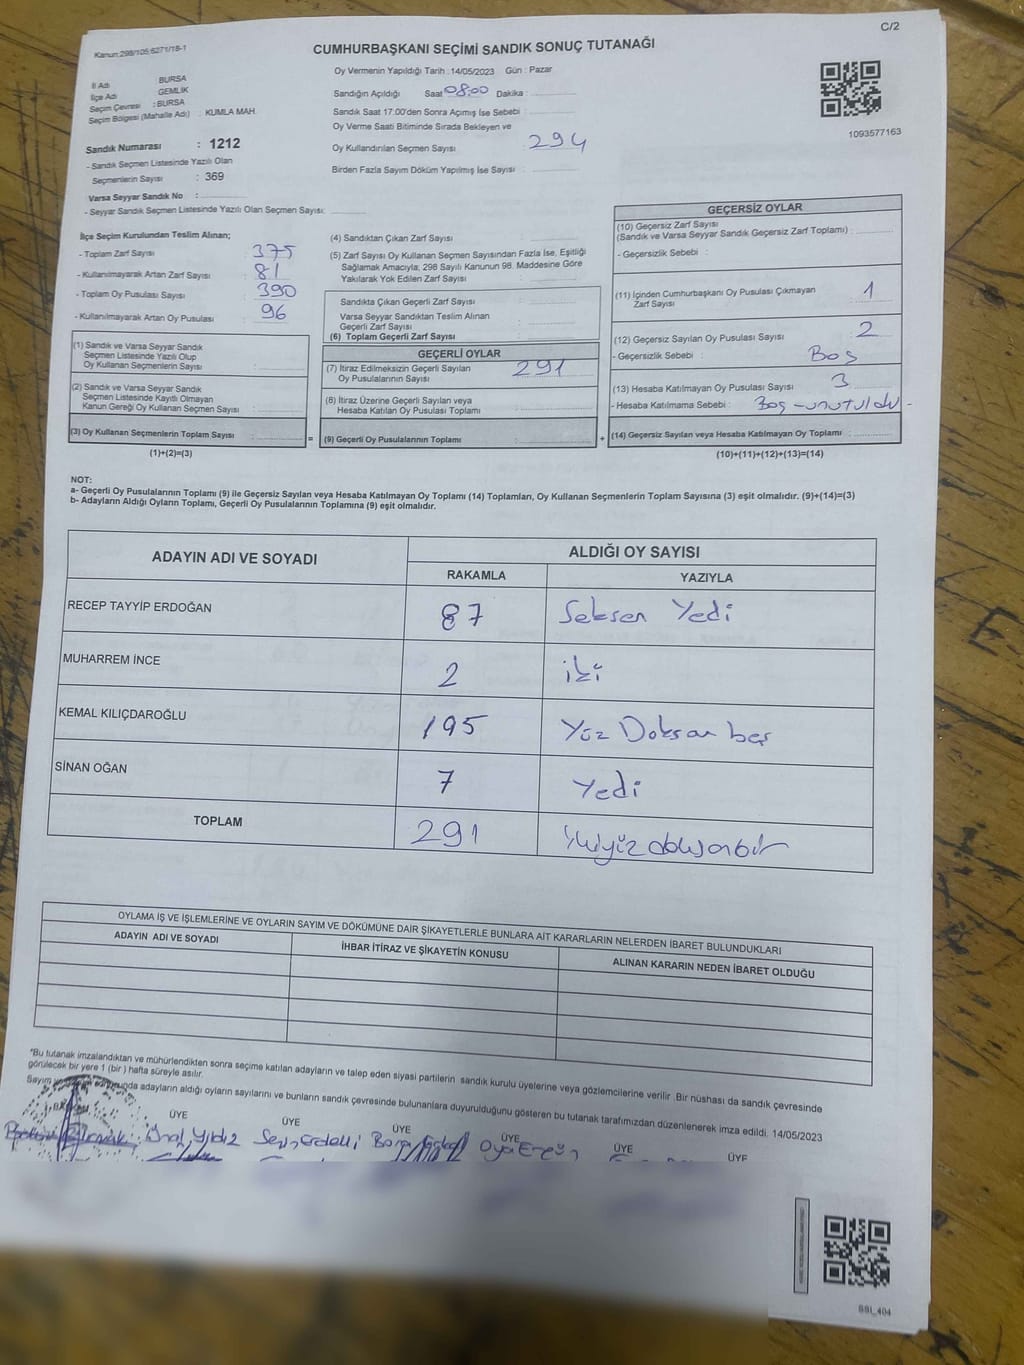 C/2
Kanun:298/105;6271/18-1
CUMHURBAŞKANI SEÇİMİ SANDIK SONUÇ TUTANAĞI
İl Adı : BURSA
İlçe Adı : GEMLİK
Seçim Çevresi : BURSA
Seçim Bölgesi (Mahalle Adı) : KUMLA MAH.
Sandık Numarası : 1212
- Sandık Seçmen Listesinde Yazılı Olan
Seçmenlerin Sayısı : 369
Varsa Seyyar Sandık No :
- Seyyar Sandık Seçmen Listesinde Yazılı Olan Seçmen Sayısı:
Oy Vermenin Yapıldığı Tarih : 14/05/2023 Gün : Pazar
Sandığın Açıldığı Saat 08:00 Dakika :
Sandık Saat 17.00'den Sonra Açımış İse Sebebi :
Oy Verme Saati Bitiminde Sırada Bekleyen ve
Oy Kullandırılan Seçmen Sayısı : 294
Birden Fazla Sayım Döküm Yapılmış İse Sayısı :
1093577163
İlçe Seçim Kurulundan Teslim Alınan;
- Toplam Zarf Sayısı : 375
- Kullanılmayarak Artan Zarf Sayısı : 81
- Toplam Oy Pusulası Sayısı : 390
- Kullanılmayarak Artan Oy Pusulası : 96
(1) Sandık ve Varsa Seyyar Sandık
Seçmen Listesinde Yazılı Olup
Oy Kullanan Seçmenlerin Sayısı :
(2) Sandık ve Varsa Seyyar Sandık
Seçmen Listesinde Kayıtlı Olmayan
Kanun Gereği Oy Kullanan Seçmen Sayısı :
(3) Oy Kullanan Seçmenlerin Toplam Sayısı :
(1)+(2)=(3)
(4) Sandıktan Çıkan Zarf Sayısı :
(5) Zarf Sayısı Oy Kullanan Seçmen Sayısından Fazla İse, Eşitliği
Sağlamak Amacıyla; 298 Sayılı Kanunun 98. Maddesine Göre
Yakılarak Yok Edilen Zarf Sayısı :
Sandıkta Çıkan Geçerli Zarf Sayısı :
Varsa Seyyar Sandıktan Teslim Alınan
Geçerli Zarf Sayısı :
(6) Toplam Geçerli Zarf Sayısı :
GEÇERLİ OYLAR
(7) İtiraz Edilmeksizin Geçerli Sayılan
Oy Pusulalarının Sayısı : 291
(8) İtiraz Üzerine Geçerli Sayılan veya
Hesaba Katılan Oy Pusulası Toplamı :
= (9) Geçerli Oy Pusulalarının Toplamı :
GEÇERSİZ OYLAR
(10) Geçersiz Zarf Sayısı
(Sandık ve Varsa Seyyar Sandık Geçersiz Zarf Toplamı) :
- Geçersizlik Sebebi :
(11) İçinden Cumhurbaşkanı Oy Pusulası Çıkmayan
Zarf Sayısı : 1
(12) Geçersiz Sayılan Oy Pusulası Sayısı : 2
- Geçersizlik Sebebi : Boş
(13) Hesaba Katılmayan Oy Pusulası Sayısı : 3
- Hesaba Katılmama Sebebi : Boş - unutuldu -
+ (14) Geçersiz Sayılan veya Hesaba Katılmayan Oy Toplamı :
(10)+(11)+(12)+(13)=(14)
NOT:
a- Geçerli Oy Pusulalarının Toplamı (9) ile Geçersiz Sayılan veya Hesaba Katılmayan Oy Toplamı (14) Toplamları, Oy Kullanan Seçmenlerin Toplam Sayısına (3) eşit olmalıdır. (9)+(14)=(3)
b- Adayların Aldığı Oyların Toplamı, Geçerli Oy Pusulalarının Toplamına (9) eşit olmalıdır.
ADAYIN ADI VE SOYADI ALDIĞI OY SAYISI
RAKAMLA YAZIYLA
RECEP TAYYİP ERDOĞAN 87 Seksen Yedi
MUHARREM İNCE 2 iki
KEMAL KILIÇDAROĞLU 195 Yüz Doksan beş
SİNAN OĞAN 7 Yedi
TOPLAM 291 ikiyüz doksanbir
OYLAMA İŞ VE İŞLEMLERİNE VE OYLARIN SAYIM VE DÖKÜMÜNE DAİR ŞİKAYETLERLE BUNLARA AİT KARARLARIN NELERDEN İBARET BULUNDUKLARI
ADAYIN ADI VE SOYADI İHBAR İTİRAZ VE ŞİKAYETİN KONUSU ALINAN KARARIN NEDEN İBARET OLDUĞU
*Bu tutanak imzalandıktan ve mühürlendikten sonra seçime katılan adayların ve talep eden siyasi partilerin sandık kurulu üyelerine veya gözlemcilerine verilir. Bir nüshası da sandık çevresinde
görülecek bir yere 1 (bir) hafta süreyle asılır.
Sayım adayların aldığı oyların sayılarını ve bunların sandık çevresinde bulunanlara duyurulduğunu gösteren bu tutanak tarafımızdan düzenlenerek imza edildi. 14/05/2023
ÜYE ÜYE ÜYE ÜYE ÜYE ÜYE
Ünal Yıldız
SSI_404